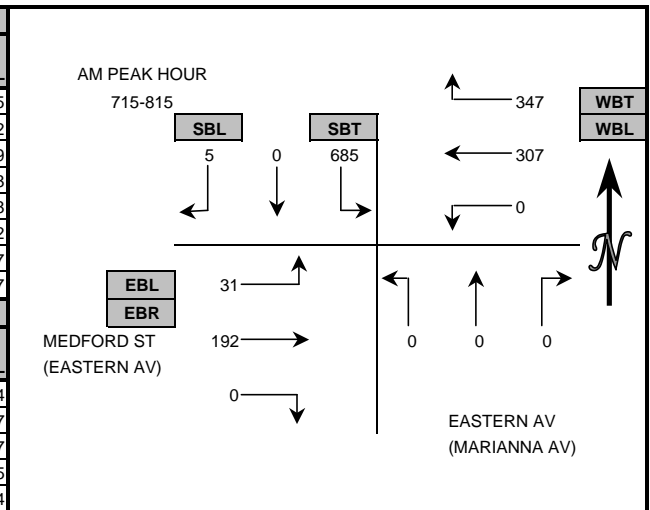 AM PEAK HOUR
715-815
347
WBT
WBL
SBL
SBT
5 0 685
307
0
N
EBL
EBR
31
MEDFORD ST
(EASTERN AV)
192
0 0 0
0
EASTERN AV
(MARIANNA AV)